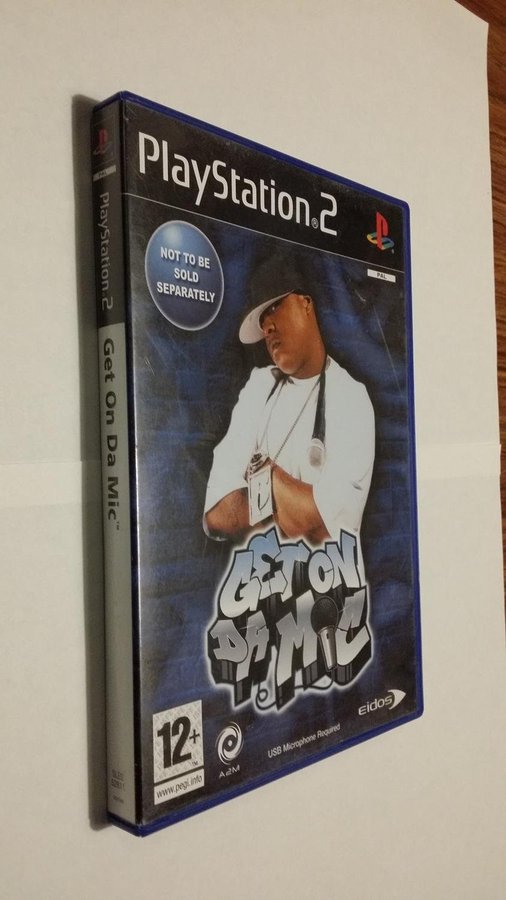 PlayStation®2
PAL
NOT TO BE
SOLD
SEPARATELY
GET ON
DA MIC
12+
www.pegi.info
A2M
USB Microphone Required
eidos
PlayStation 2
Get On Da Mic™